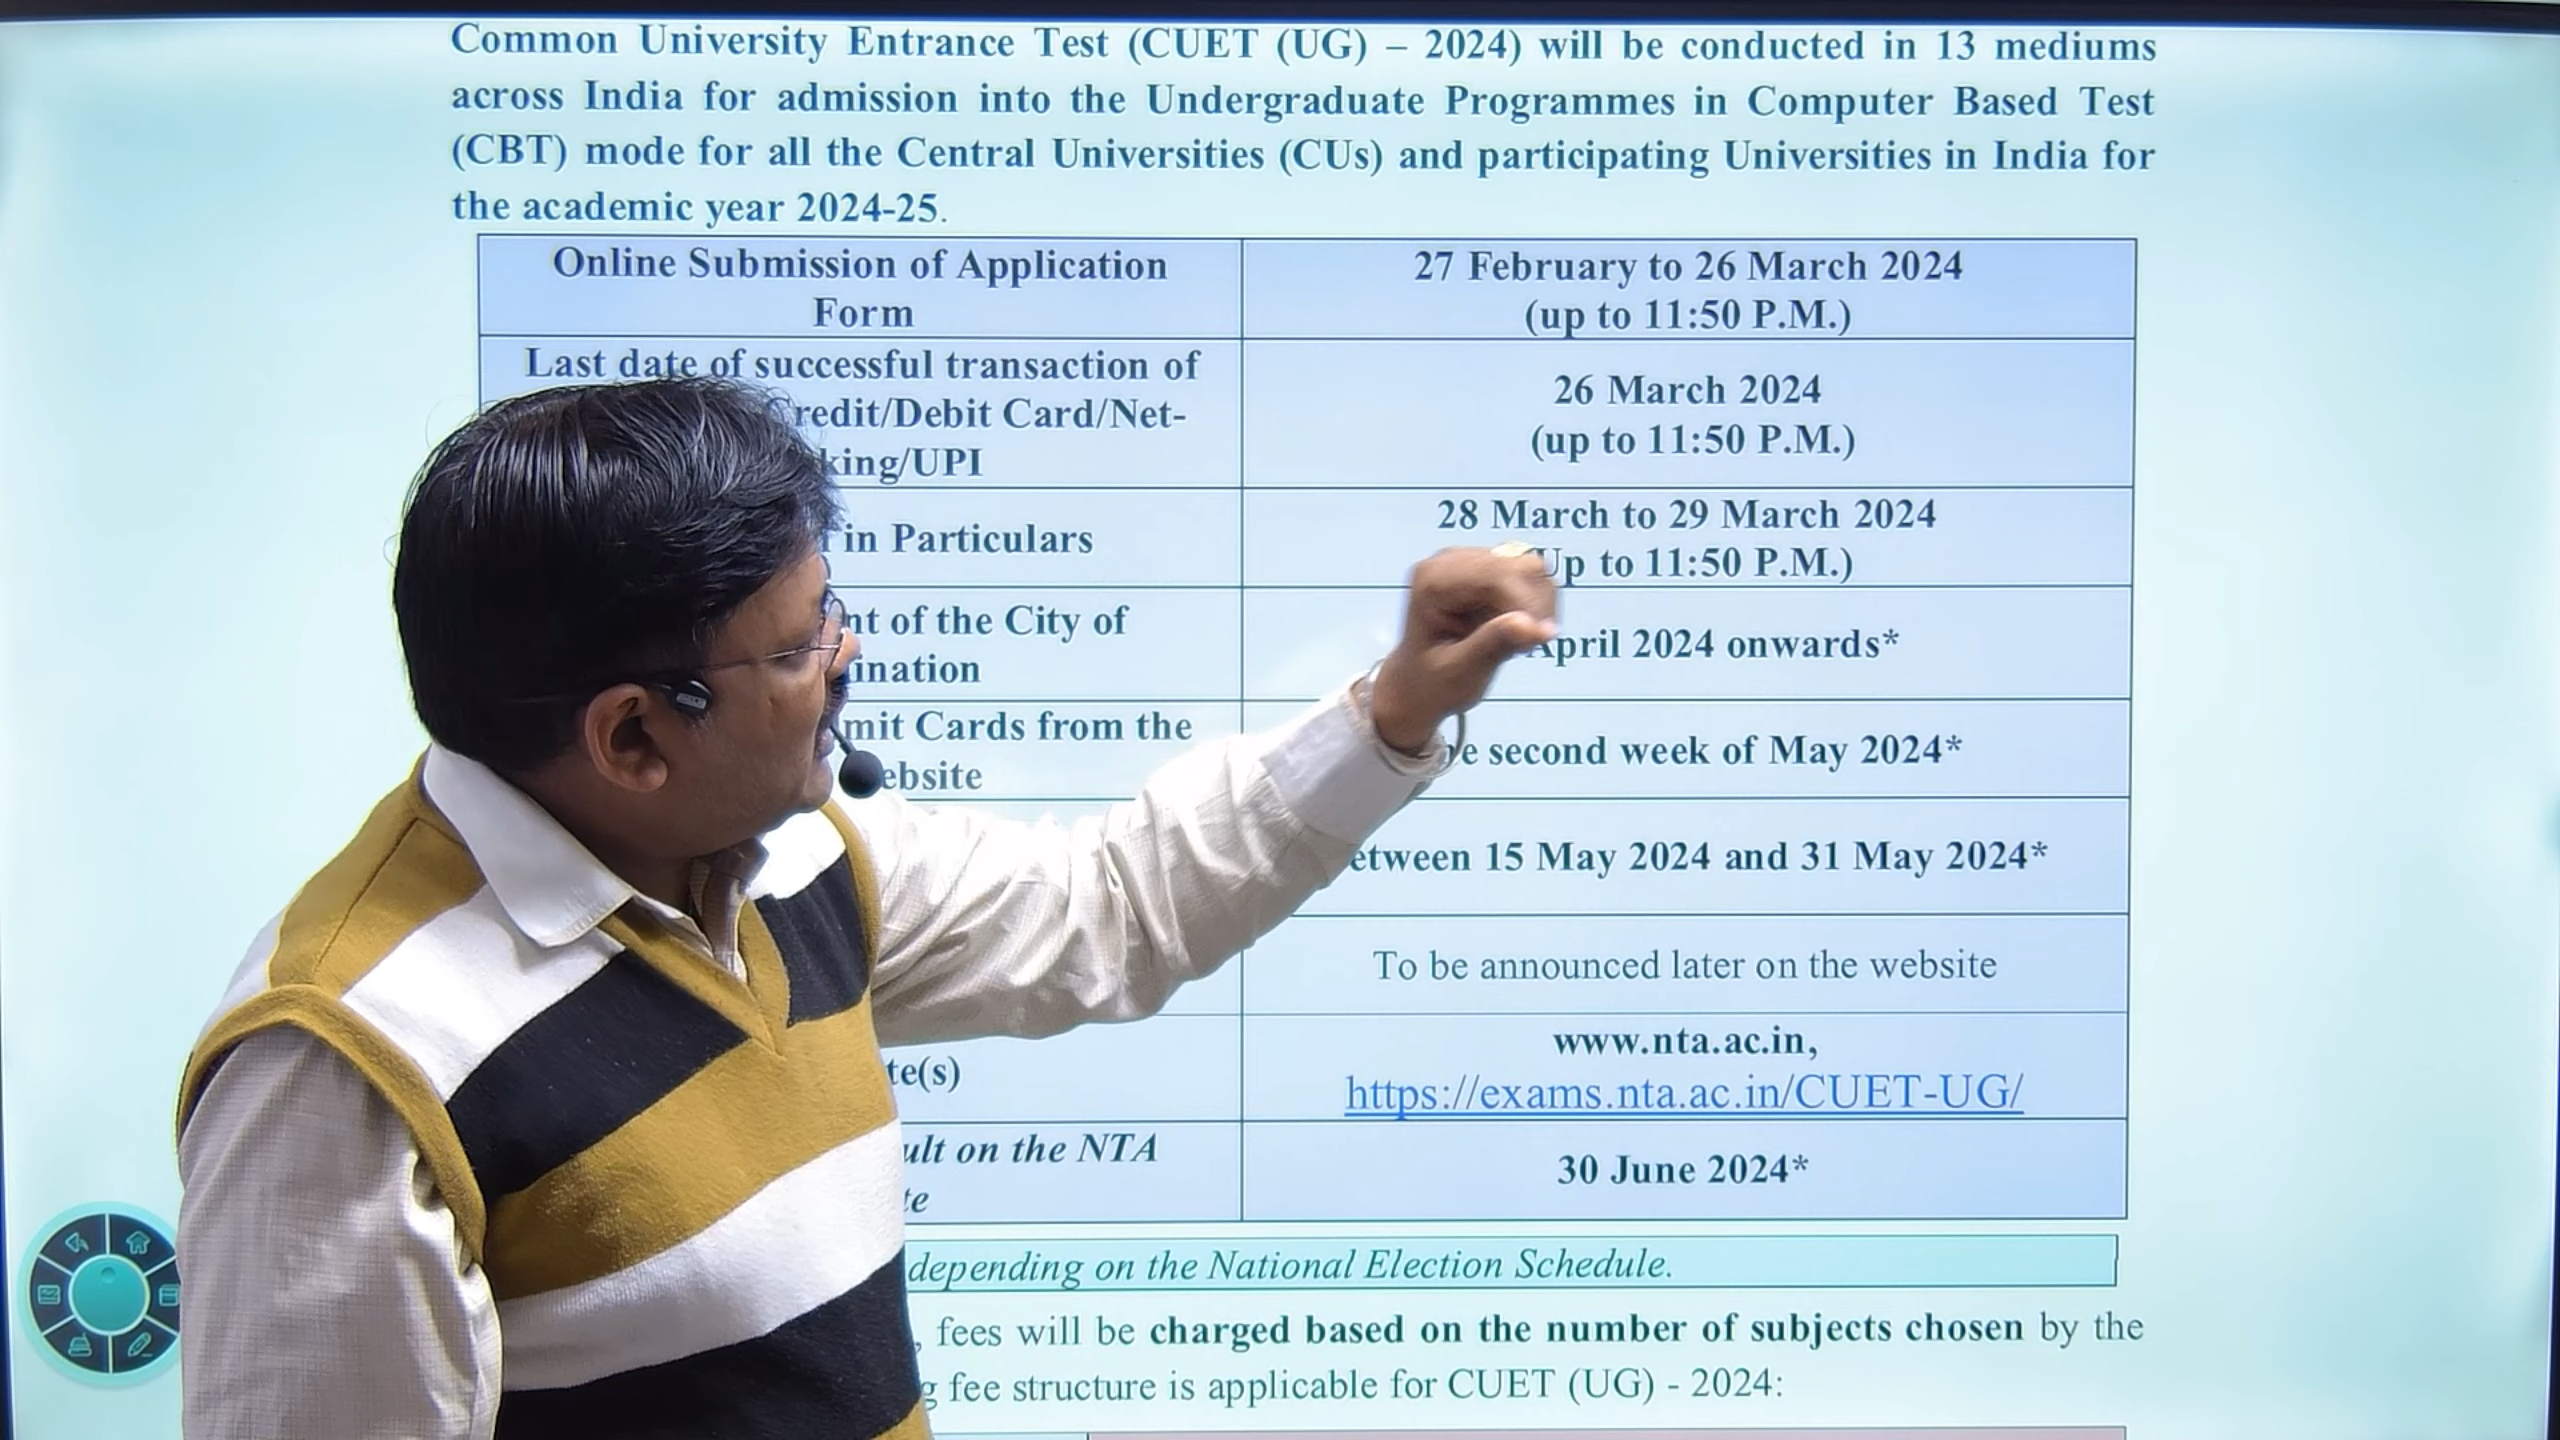 Common University Entrance Test (CUET (UG) – 2024) will be conducted in 13 mediums
across India for admission into the Undergraduate Programmes in Computer Based Test
(CBT) mode for all the Central Universities (CUs) and participating Universities in India for
the academic year 2024-25.
Online Submission of Application
Form
27 February to 26 March 2024
(up to 11:50 P.M.)
Last date of successful transaction of
Credit/Debit Card/Net-
king/UPI
26 March 2024
(up to 11:50 P.M.)
in Particulars
28 March to 29 March 2024
Up to 11:50 P.M.)
nt of the City of
ination
April 2024 onwards*
mit Cards from the
ebsite
second week of May 2024*
etween 15 May 2024 and 31 May 2024*
To be announced later on the website
te(s)
www.nta.ac.in,
https://exams.nta.ac.in/CUET-UG/
ult on the NTA
te
30 June 2024*
depending on the National Election Schedule.
, fees will be charged based on the number of subjects chosen by the
g fee structure is applicable for CUET (UG) - 2024: